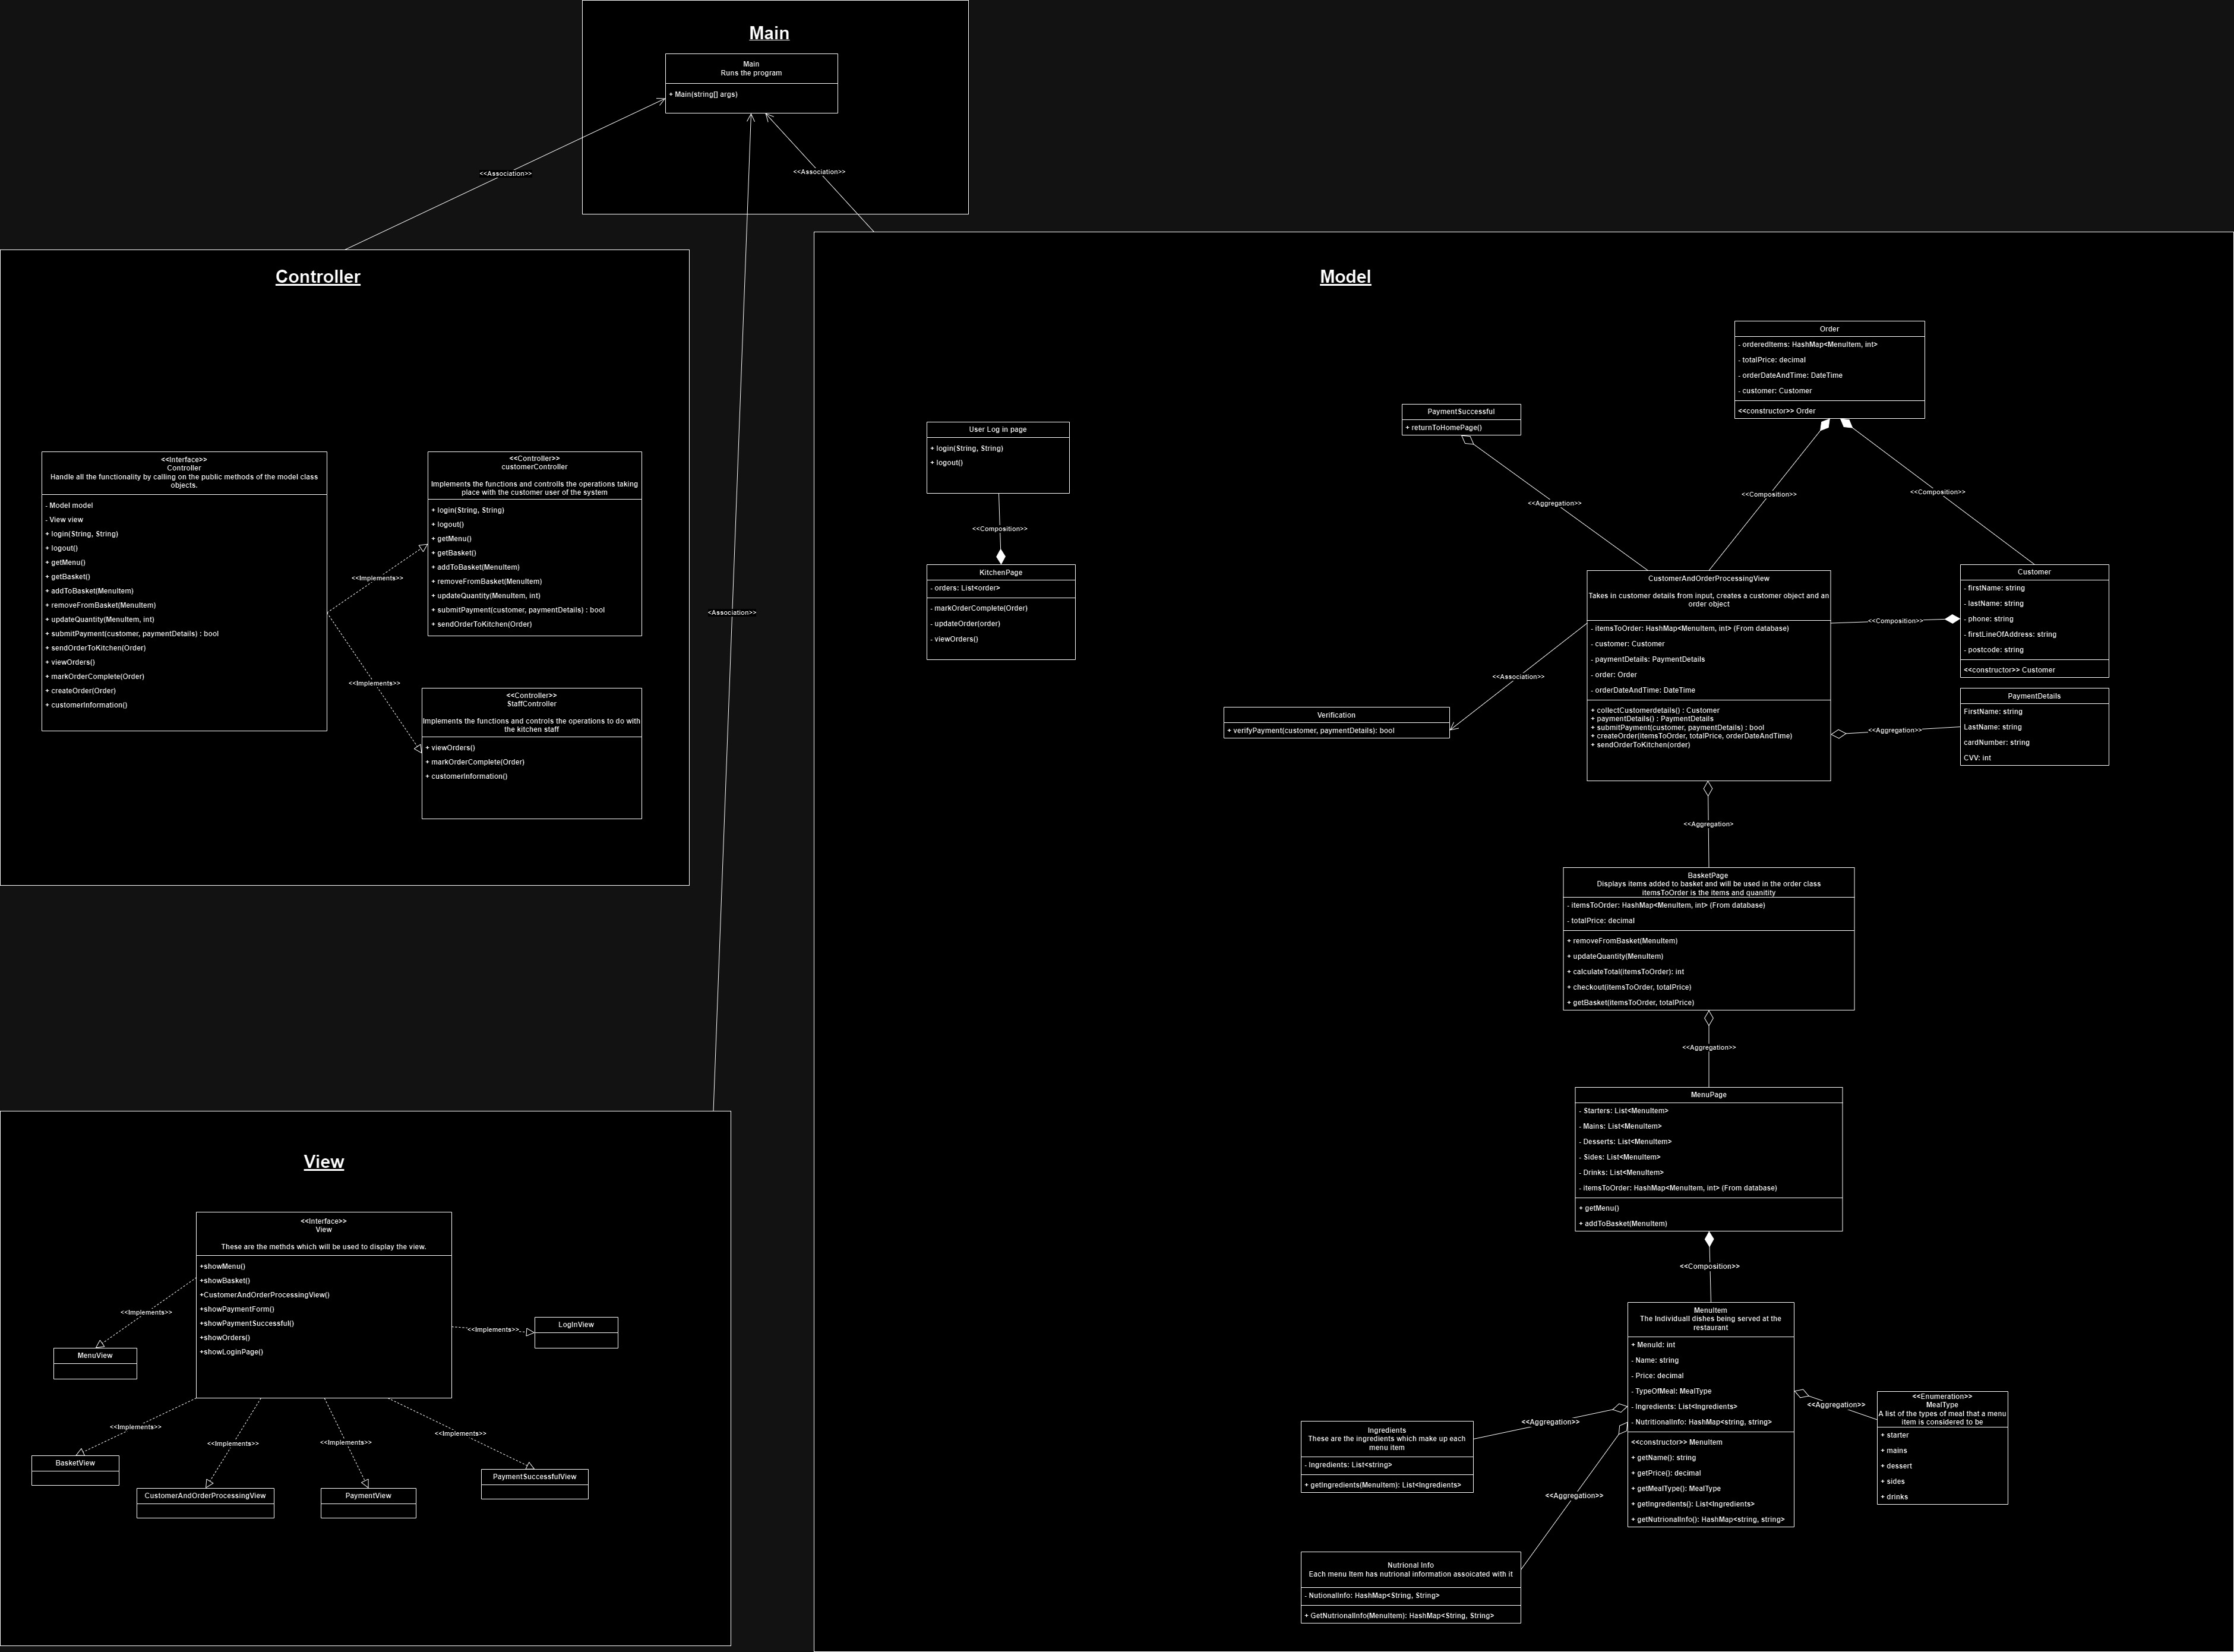 Main
Main
Runs the program
+ Main(string[] args)
<<Association>>
<<Association>>
<Association>>
Controller
<<Interface>>
Controller
Handle all the functionality by calling on the public methods of the model class
objects.
- Model model
- View view
+ login(String, String)
+ logout()
+ getMenu()
+ getBasket()
+ addToBasket(MenuItem)
+ removeFromBasket(MenuItem)
+ updateQuantity(MenuItem, int)
+ submitPayment(customer, paymentDetails) : bool
+ sendOrderToKitchen(Order)
+ viewOrders()
+ markOrderComplete(Order)
+ createOrder(Order)
+ customerInformation()
<<Implements>>
<<Implements>>
<<Controller>>
customerController
Implements the functions and controlls the operations taking
place with the customer user of the system
+ login(String, String)
+ logout()
+ getMenu()
+ getBasket()
+ addToBasket(MenuItem)
+ removeFromBasket(MenuItem)
+ updateQuantity(MenuItem, int)
+ submitPayment(customer, paymentDetails) : bool
+ sendOrderToKitchen(Order)
<<Controller>>
StaffController
Implements the functions and controls the operations to do with
the kitchen staff
+ viewOrders()
+ markOrderComplete(Order)
+ customerInformation()
View
<<Interface>>
View
These are the methds which will be used to display the view.
+showMenu()
+showBasket()
+CustomerAndOrderProcessingView()
+showPaymentForm()
+showPaymentSuccessful()
+showOrders()
+showLoginPage()
<<Implements>>
<<Implements>>
<<Implements>>
<<Implements>>
<<Implements>>
<<Implements>>
MenuView
LogInView
BasketView
CustomerAndOrderProcessingView
PaymentView
PaymentSuccessfulView
Model
Order
- orderedItems: HashMap<MenuItem, int>
- totalPrice: decimal
- orderDateAndTime: DateTime
- customer: Customer
<<constructor>> Order
PaymentSuccessful
+ returnToHomePage()
User Log in page
+ login(String, String)
+ logout()
<<Composition>>
KitchenPage
- orders: List<order>
- markOrderComplete(Order)
- updateOrder(order)
- viewOrders()
<<Aggregation>>
<<Composition>>
<<Composition>>
CustomerAndOrderProcessingView
Takes in customer details from input, creates a customer object and an
order object
- itemsToOrder: HashMap<MenuItem, int> (From database)
- customer: Customer
- paymentDetails: PaymentDetails
- order: Order
- orderDateAndTime: DateTime
+ collectCustomerdetails() : Customer
+ paymentDetails() : PaymentDetails
+ submitPayment(customer, paymentDetails) : bool
+ createOrder(itemsToOrder, totalPrice, orderDateAndTime)
+ sendOrderToKitchen(order)
<<Composition>>
Customer
- firstName: string
- lastName: string
- phone: string
- firstLineOfAddress: string
- postcode: string
<<constructor>> Customer
<<Aggregation>>
PaymentDetails
FirstName: string
LastName: string
cardNumber: string
CVV: int
<<Association>>
Verification
+ verifyPayment(customer, paymentDetails): bool
<<Aggregation>
BasketPage
Displays items added to basket and will be used in the order class
itemsToOrder is the items and quanitity
- itemsToOrder: HashMap<MenuItem, int> (From database)
- totalPrice: decimal
+ removeFromBasket(MenuItem)
+ updateQuantity(MenuItem)
+ calculateTotal(itemsToOrder): int
+ checkout(itemsToOrder, totalPrice)
+ getBasket(itemsToOrder, totalPrice)
<<Aggregation>>
MenuPage
- Starters: List<MenuItem>
- Mains: List<MenuItem>
- Desserts: List<MenuItem>
- Sides: List<MenuItem>
- Drinks: List<MenuItem>
- itemsToOrder: HashMap<MenuItem, int> (From database)
+ getMenu()
+ addToBasket(MenuItem)
<<Composition>>
MenuItem
The Individuall dishes being served at the
restaurant
+ MenuId: int
- Name: string
- Price: decimal
- TypeOfMeal: MealType
- Ingredients: List<Ingredients>
- NutritionalInfo: HashMap<string, string>
<<constructor>> MenuItem
+ getName(): string
+ getPrice(): decimal
+ getMealType(): MealType
+ getIngredients(): List<Ingredients>
+ getNutrionalInfo(): HashMap<string, string>
<<Aggregation>>
<<Enumeration>>
MealType
A list of the types of meal that a menu
item is considered to be
+ starter
+ mains
+ dessert
+ sides
+ drinks
<<Aggregation>>
Ingredients
These are the ingredients which make up each
menu item
- Ingredients: List<string>
+ getIngredients(MenuItem): List<Ingredients>
<<Aggregation>>
Nutrional Info
Each menu Item has nutrional information assoicated with it
- NutionalInfo: HashMap<String, String>
+ GetNutrionalInfo(MenuItem): HashMap<String, String>